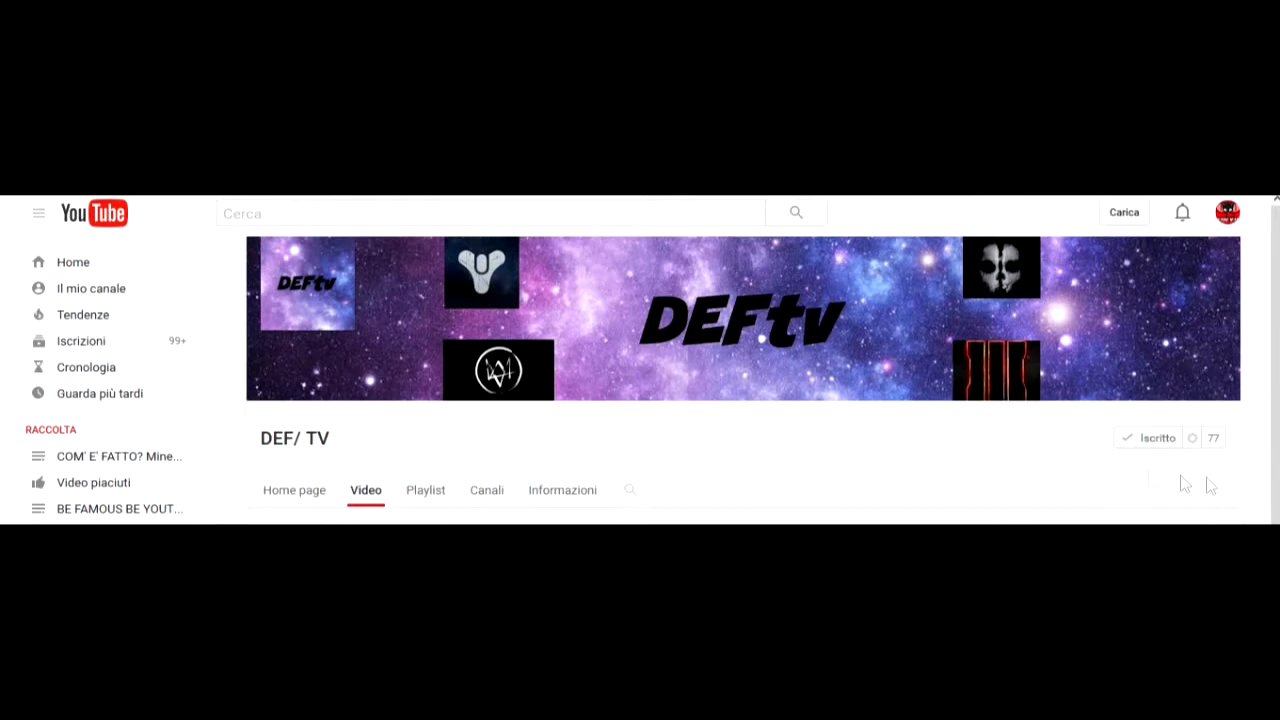 YouTube
Cerca
Carica
Home
Il mio canale
Tendenze
Iscrizioni 99+
Cronologia
Guarda più tardi
RACCOLTA
COM' E' FATTO? Mine...
Video piaciuti
BE FAMOUS BE YOUT...
DEFtv
DEFtv
DEF/ TV
Iscritto 77
Home page Video Playlist Canali Informazioni